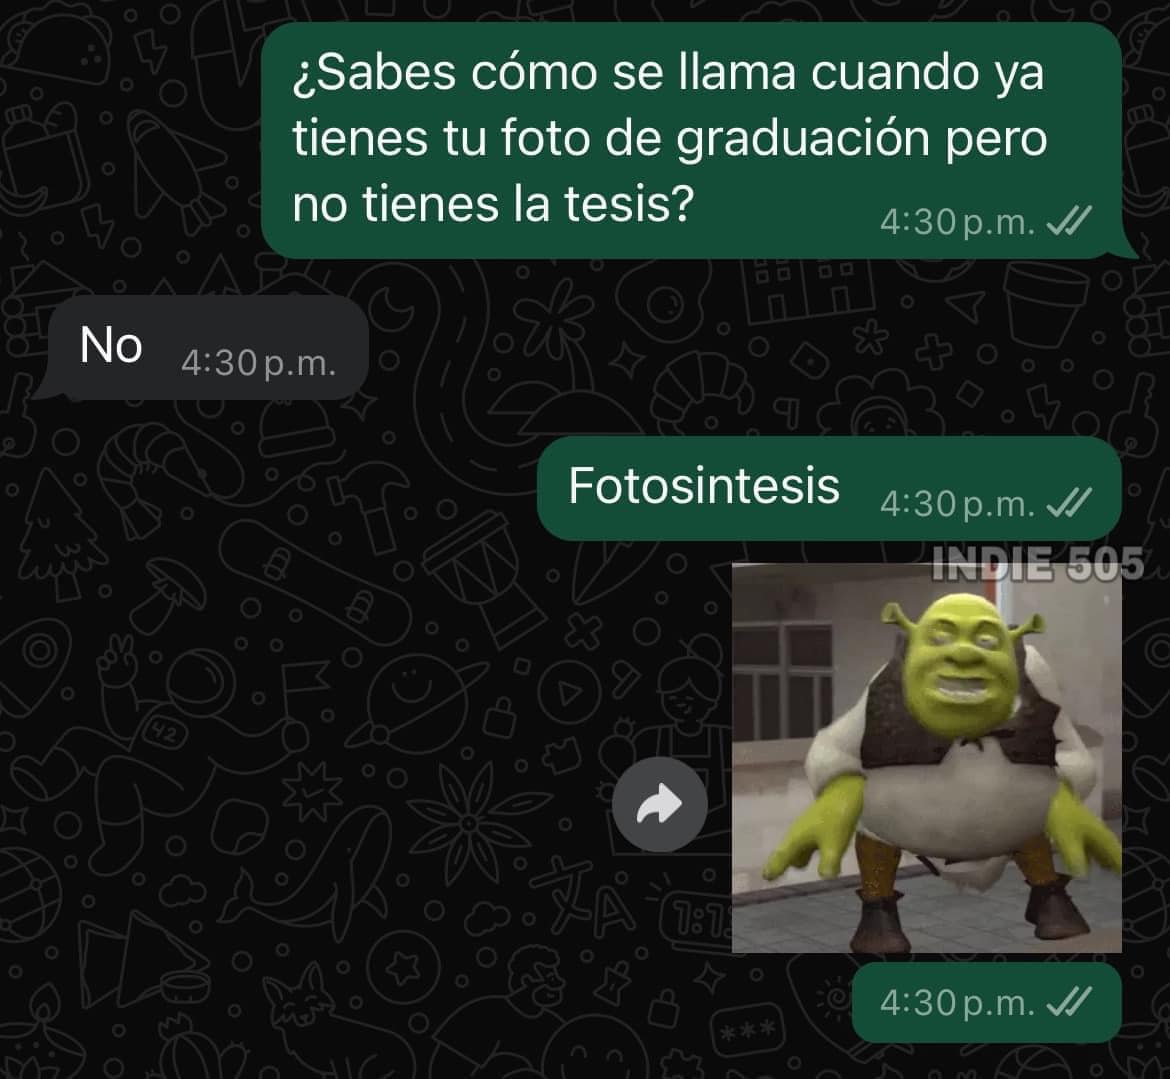 ¿Sabes cómo se llama cuando ya
tienes tu foto de graduación pero
no tienes la tesis?
4:30 p.m.
No
4:30 p.m.
Fotosintesis
4:30 p.m.
INDIE 505
4:30 p.m.